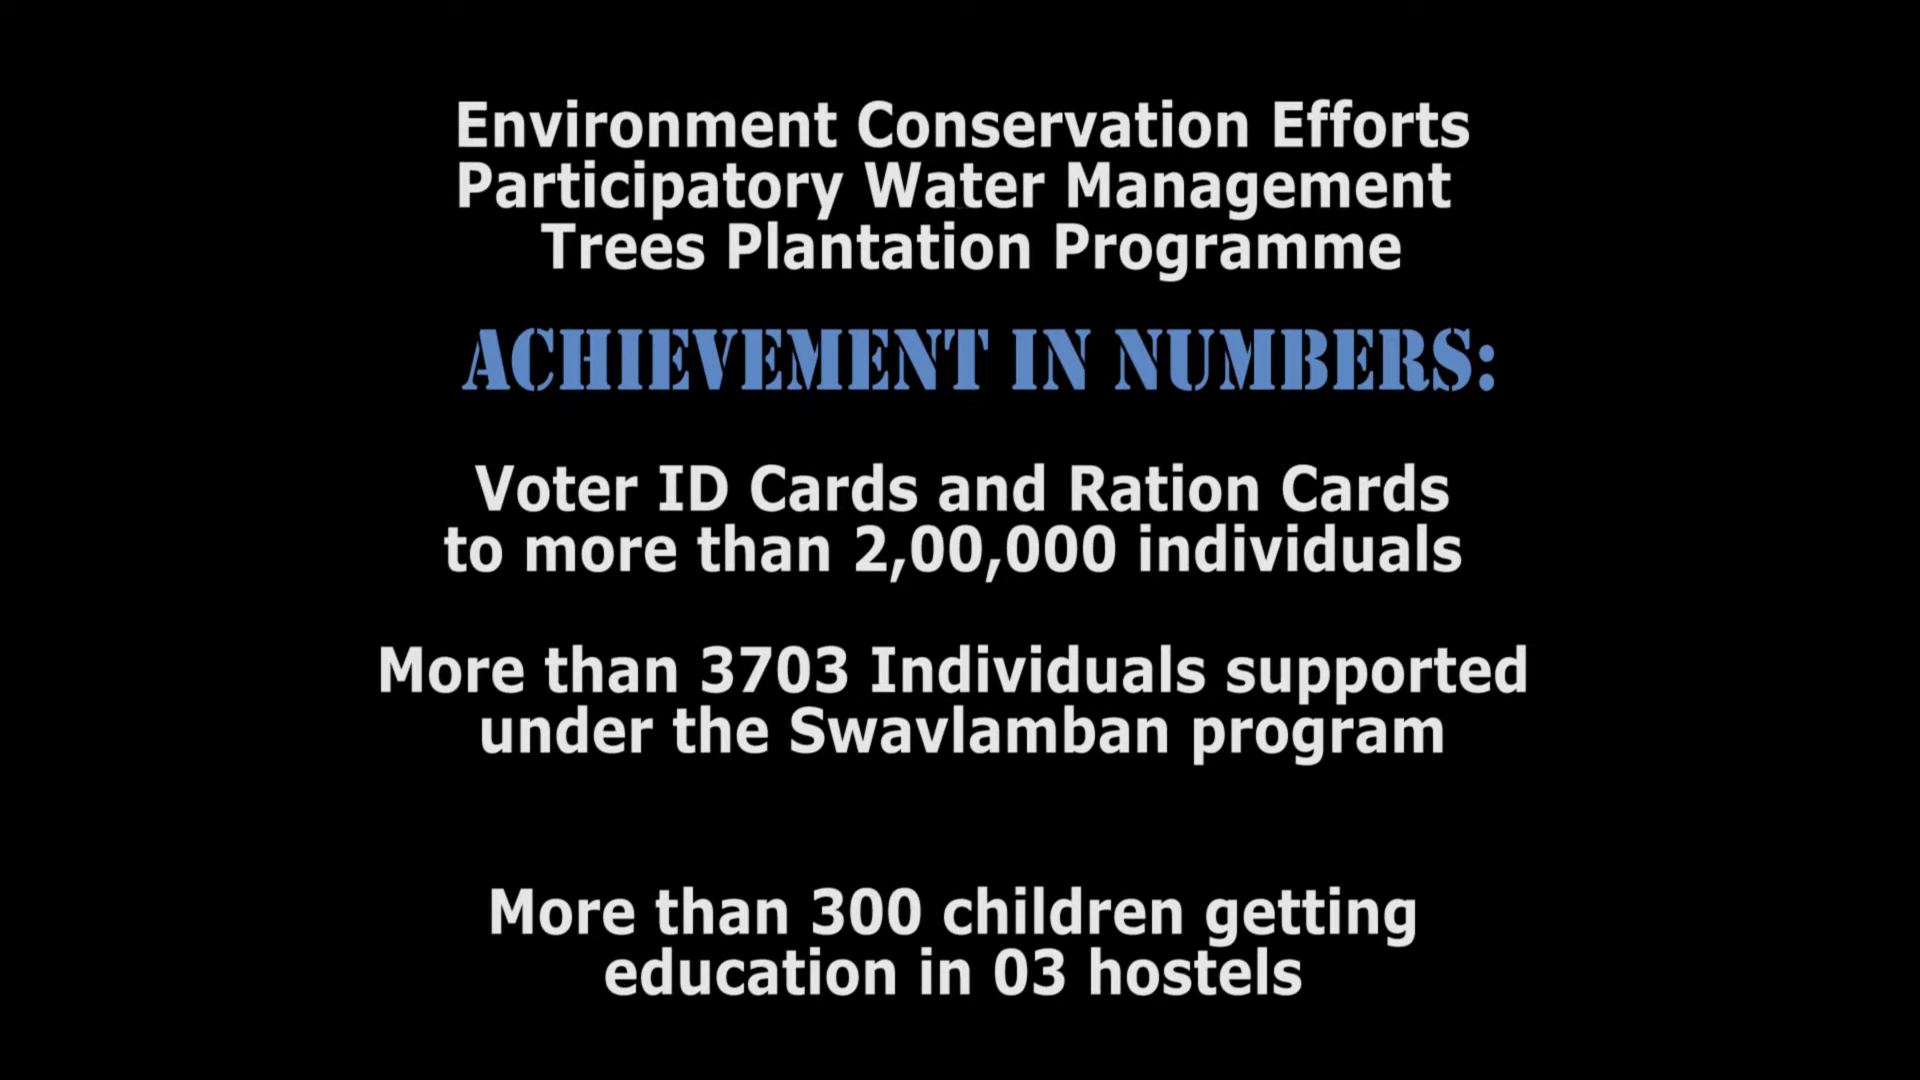 Environment Conservation Efforts
Participatory Water Management
Trees Plantation Programme
ACHIEVEMENT IN NUMBERS:
Voter ID Cards and Ration Cards
to more than 2,00,000 individuals
More than 3703 Individuals supported
under the Swavlamban program
More than 300 children getting
education in 03 hostels